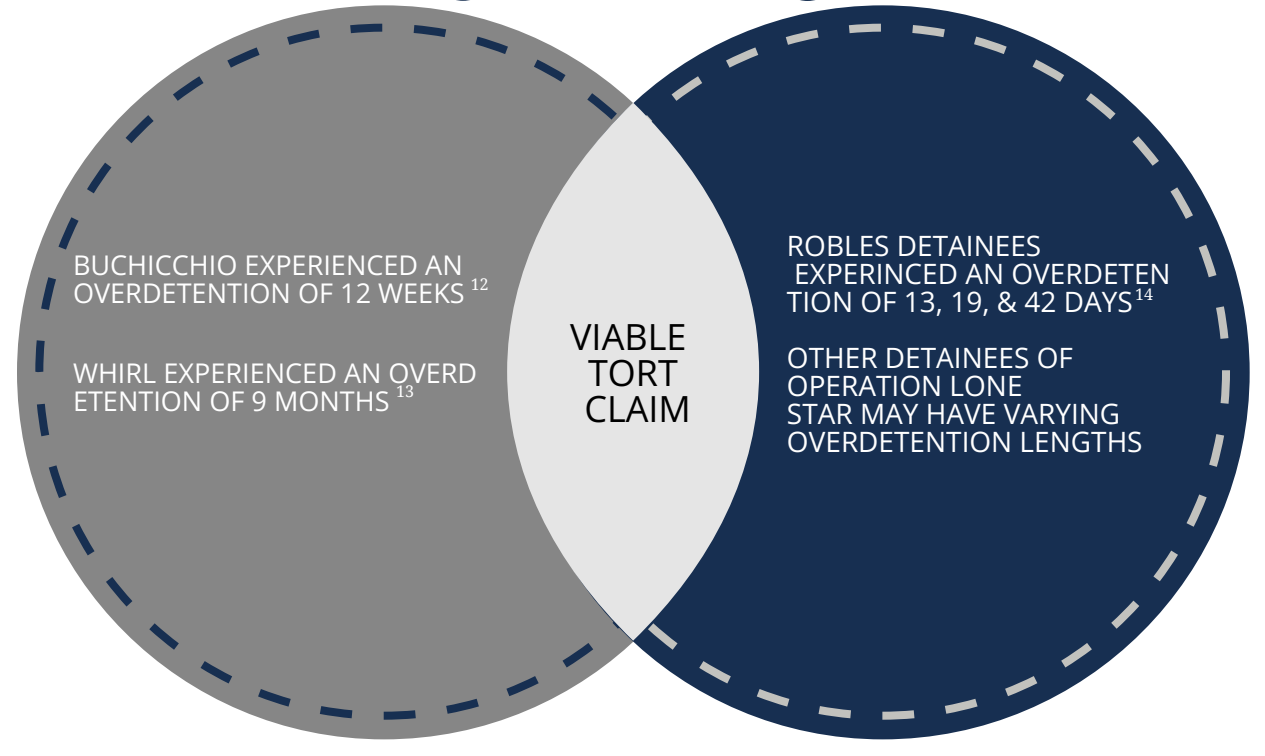 BUCHICCHIO EXPERIENCED AN
OVERDETENTION OF 12 WEEKS 12
WHIRL EXPERIENCED AN OVERD
ETENTION OF 9 MONTHS 13
VIABLE
TORT
CLAIM
ROBLES DETAINEES
EXPERINCED AN OVERDETEN
TION OF 13, 19, & 42 DAYS 14
OTHER DETAINEES OF
OPERATION LONE
STAR MAY HAVE VARYING
OVERDETENTION LENGTHS